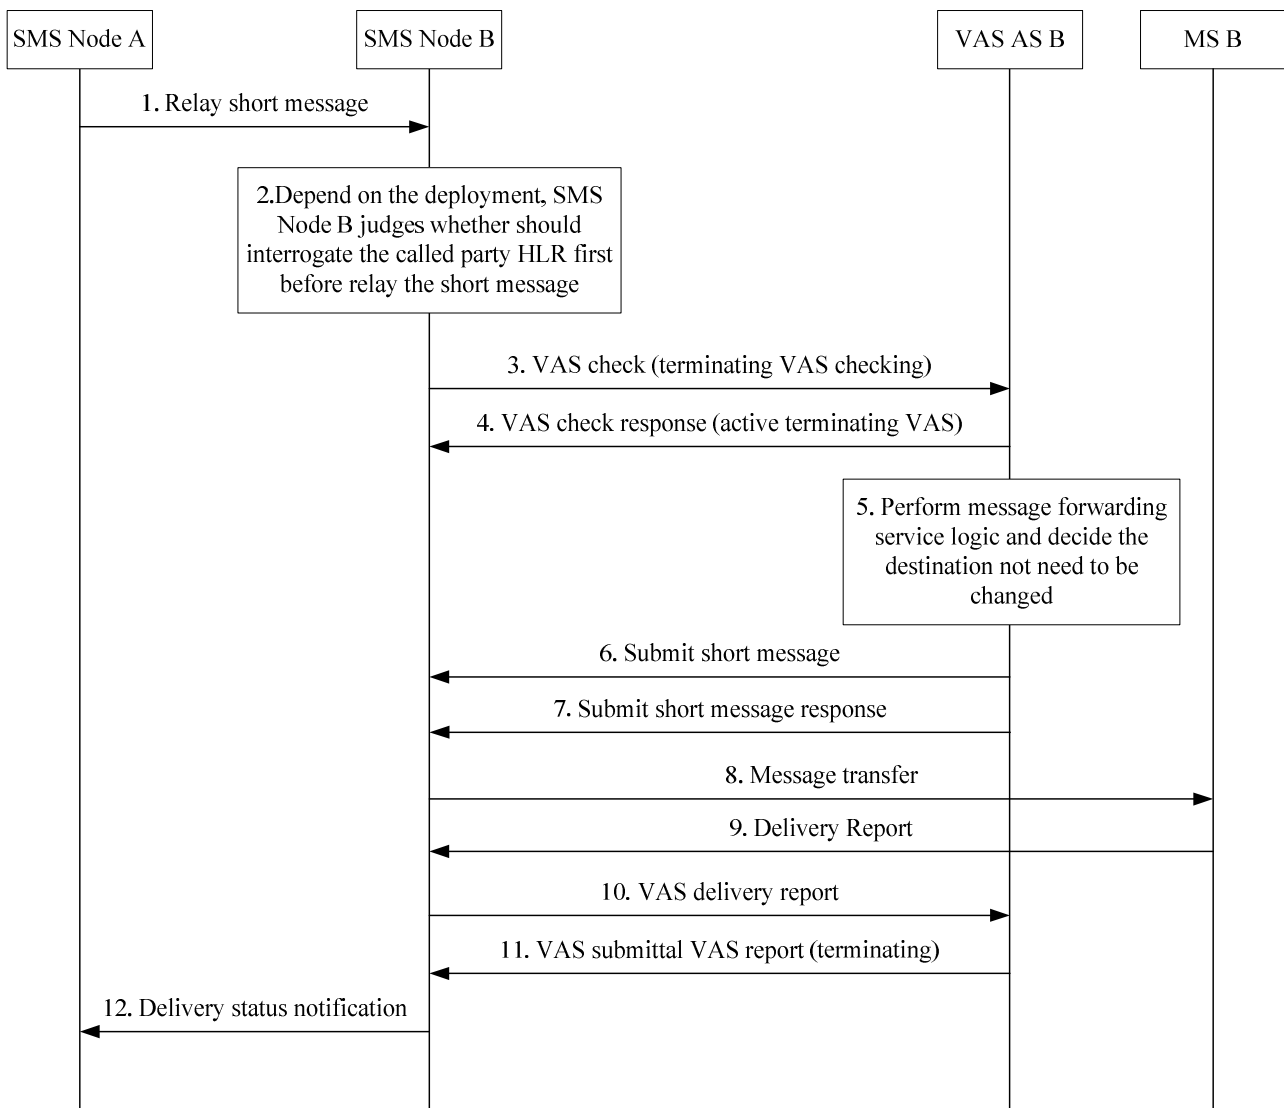 SMS Node A
SMS Node B
VAS AS B
MS B
1. Relay short message
2.Depend on the deployment, SMS
Node B judges whether should
interrogate the called party HLR first
before relay the short message
3. VAS check (terminating VAS checking)
4. VAS check response (active terminating VAS)
5. Perform message forwarding
service logic and decide the
destination not need to be
changed
6. Submit short message
7. Submit short message response
8. Message transfer
9. Delivery Report
10. VAS delivery report
11. VAS submittal VAS report (terminating)
12. Delivery status notification